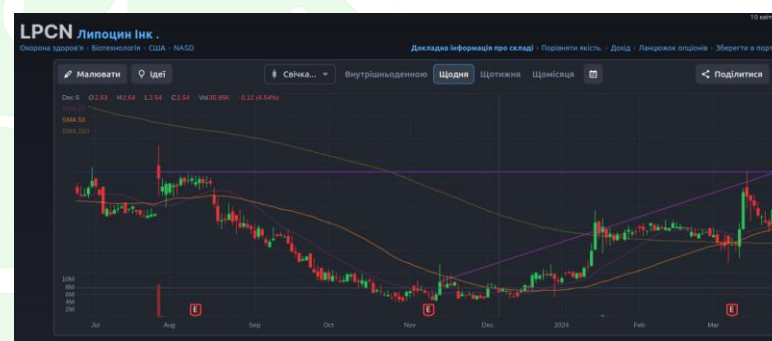 10 квіт
LPCN Липоцин Інк .
Охорона здоров'я - Біотехнологія - США - NASD
Докладна інформація про складі - Порівняти якість. - Дохід - Ланцюжок опціонів - Зберегти в порт
Малювати Ідеї Свічка... Внутрішньоденною Щодня Щотижня Щомісяця Поділитися
Dec 6 O2.63 H2.64 L2.54 C2.54 Vol30.95K -0.12 (4.54%)
SMA 50
SMA 200
10M
8M
6M
4M
2M
E E E
Jul Aug Sep Oct Nov Dec 2024 Feb Mar